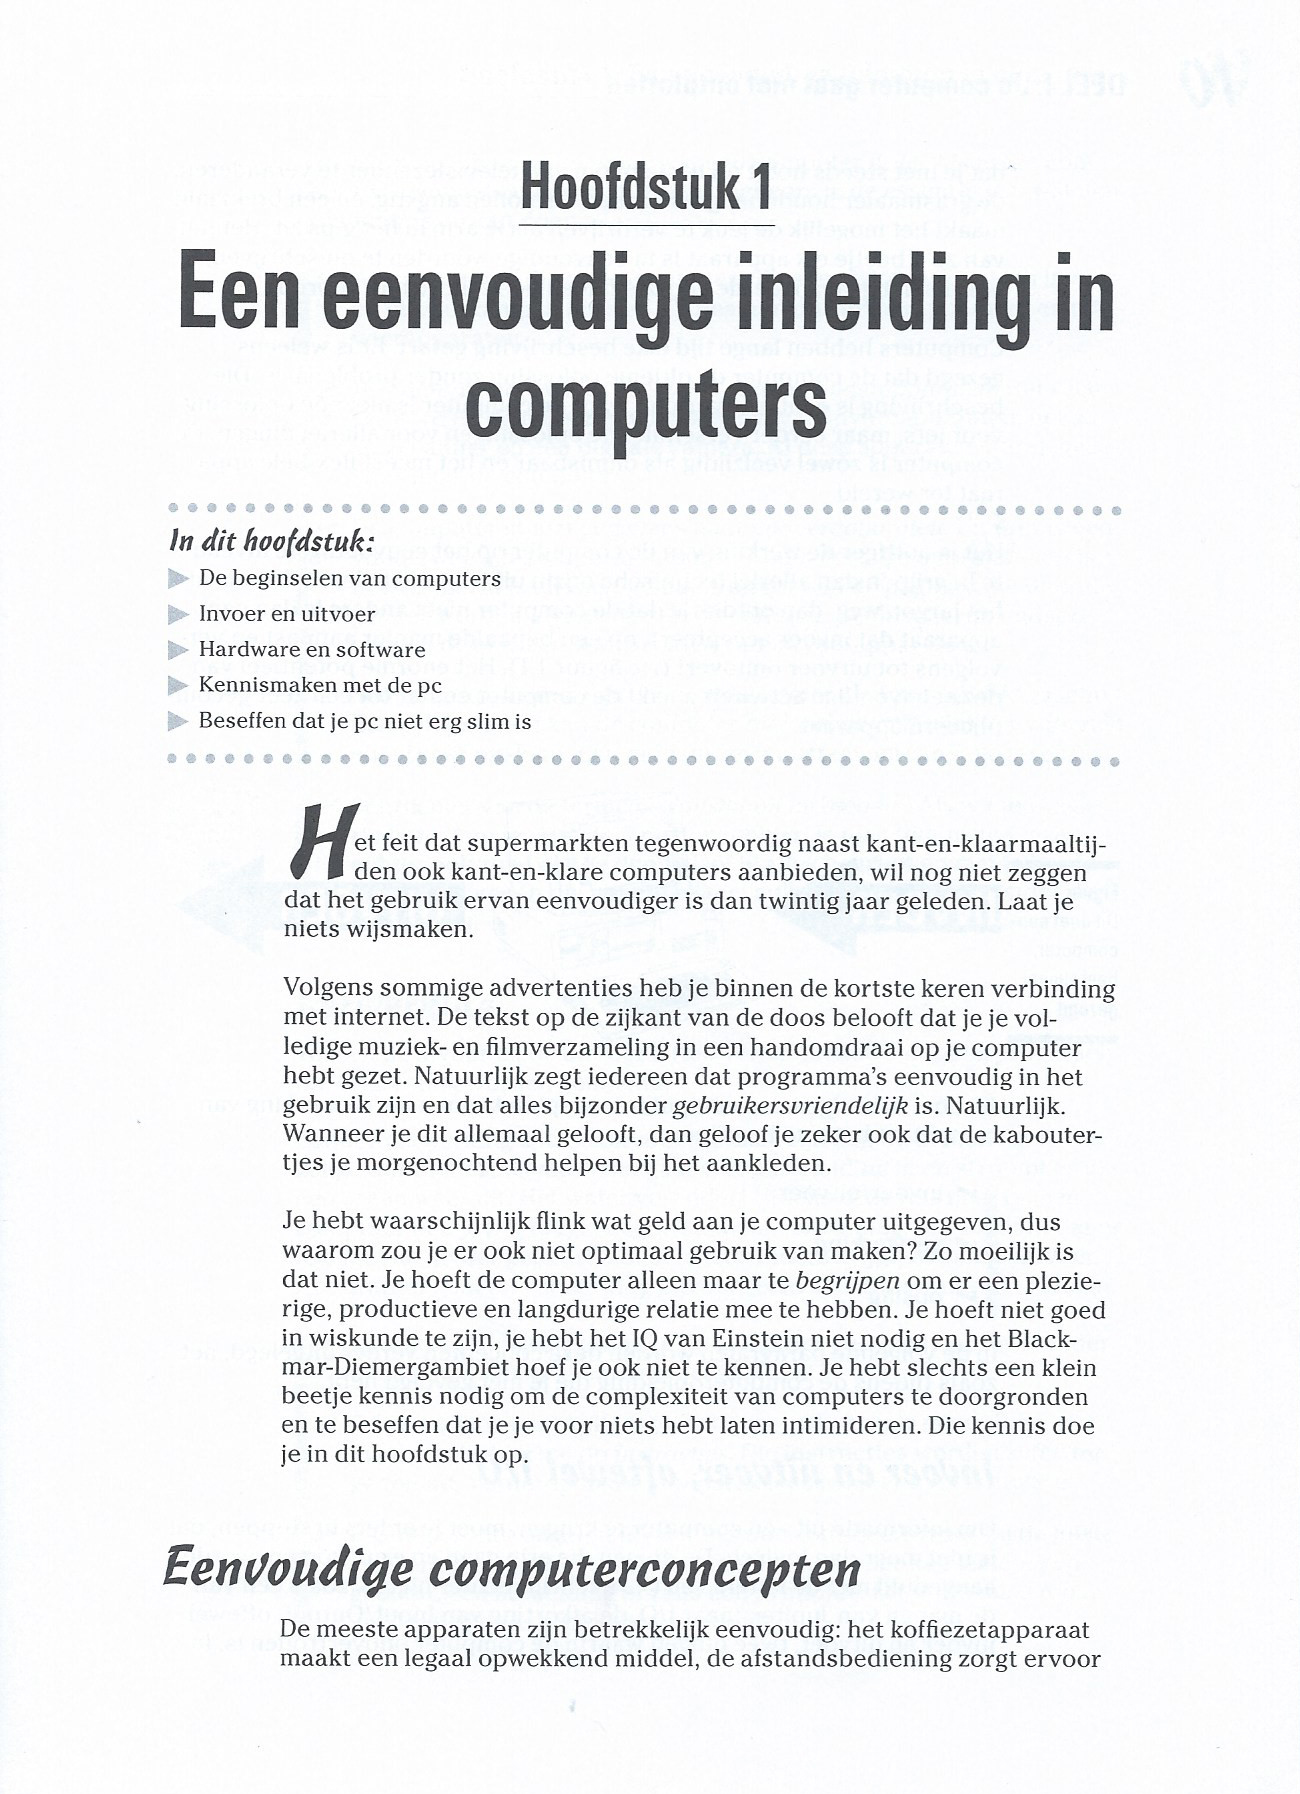 Hoofdstuk 1
Een eenvoudige inleiding in
computers
In dit hoofdstuk:
De beginselen van computers
Invoer en uitvoer
Hardware en software
Kennismaken met de pc
Beseffen dat je pc niet erg slim is
Het feit dat supermarkten tegenwoordig naast kant-en-klaarmaaltij-
den ook kant-en-klare computers aanbieden, wil nog niet zeggen
dat het gebruik ervan eenvoudiger is dan twintig jaar geleden. Laat je
niets wijsmaken.
Volgens sommige advertenties heb je binnen de kortste keren verbinding
met internet. De tekst op de zijkant van de doos belooft dat je je vol-
ledige muziek- en filmverzameling in een handomdraai op je computer
hebt gezet. Natuurlijk zegt iedereen dat programma's eenvoudig in het
gebruik zijn en dat alles bijzonder gebruikersvriendelijk is. Natuurlijk.
Wanneer je dit allemaal gelooft, dan geloof je zeker ook dat de kabouter-
tjes je morgenochtend helpen bij het aankleden.
Je hebt waarschijnlijk flink wat geld aan je computer uitgegeven, dus
waarom zou je er ook niet optimaal gebruik van maken? Zo moeilijk is
dat niet. Je hoeft de computer alleen maar te begrijpen om er een plezie-
rige, productieve en langdurige relatie mee te hebben. Je hoeft niet goed
in wiskunde te zijn, je hebt het IQ van Einstein niet nodig en het Black-
mar-Diemergambiet hoef je ook niet te kennen. Je hebt slechts een klein
beetje kennis nodig om de complexiteit van computers te doorgronden
en te beseffen dat je je voor niets hebt laten intimideren. Die kennis doe
je in dit hoofdstuk op.
Eenvoudige computerconcepten
De meeste apparaten zijn betrekkelijk eenvoudig: het koffiezetapparaat
maakt een legaal opwekkend middel, de afstandsbediening zorgt ervoor